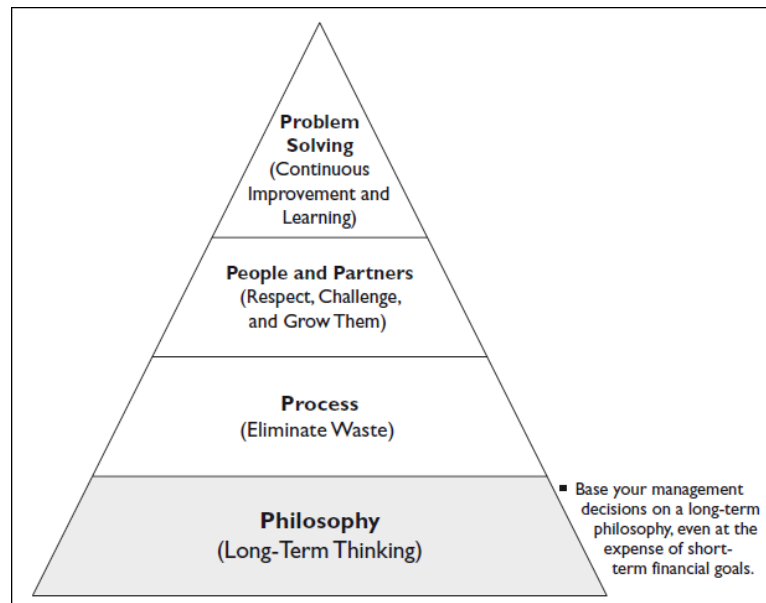 Problem
Solving
(Continuous
Improvement and
Learning)
People and Partners
(Respect, Challenge,
and Grow Them)
Process
(Eliminate Waste)
Philosophy
(Long-Term Thinking)
▪ Base your management
decisions on a long-term
philosophy, even at the
expense of short-
term financial goals.